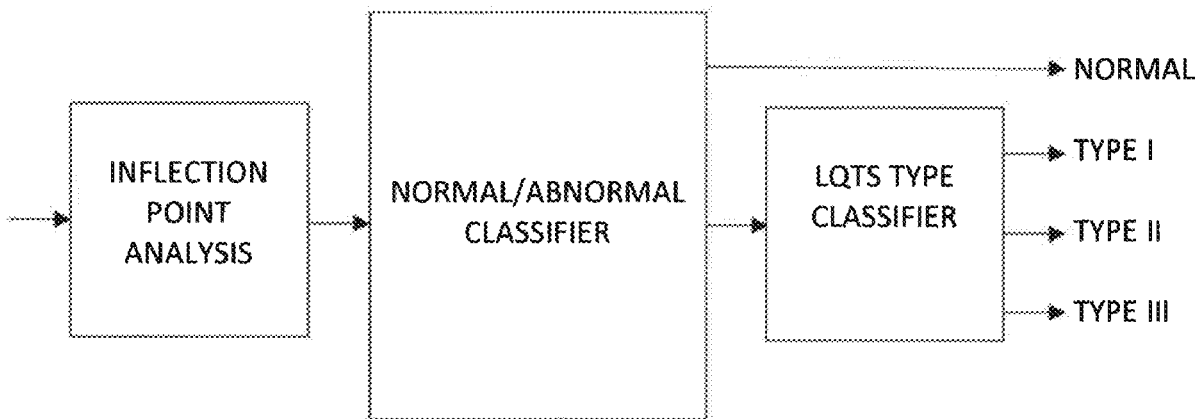 INFLECTION
POINT
ANALYSIS
NORMAL/ABNORMAL
CLASSIFIER
LQTS TYPE
CLASSIFIER
NORMAL
TYPE I
TYPE II
TYPE III